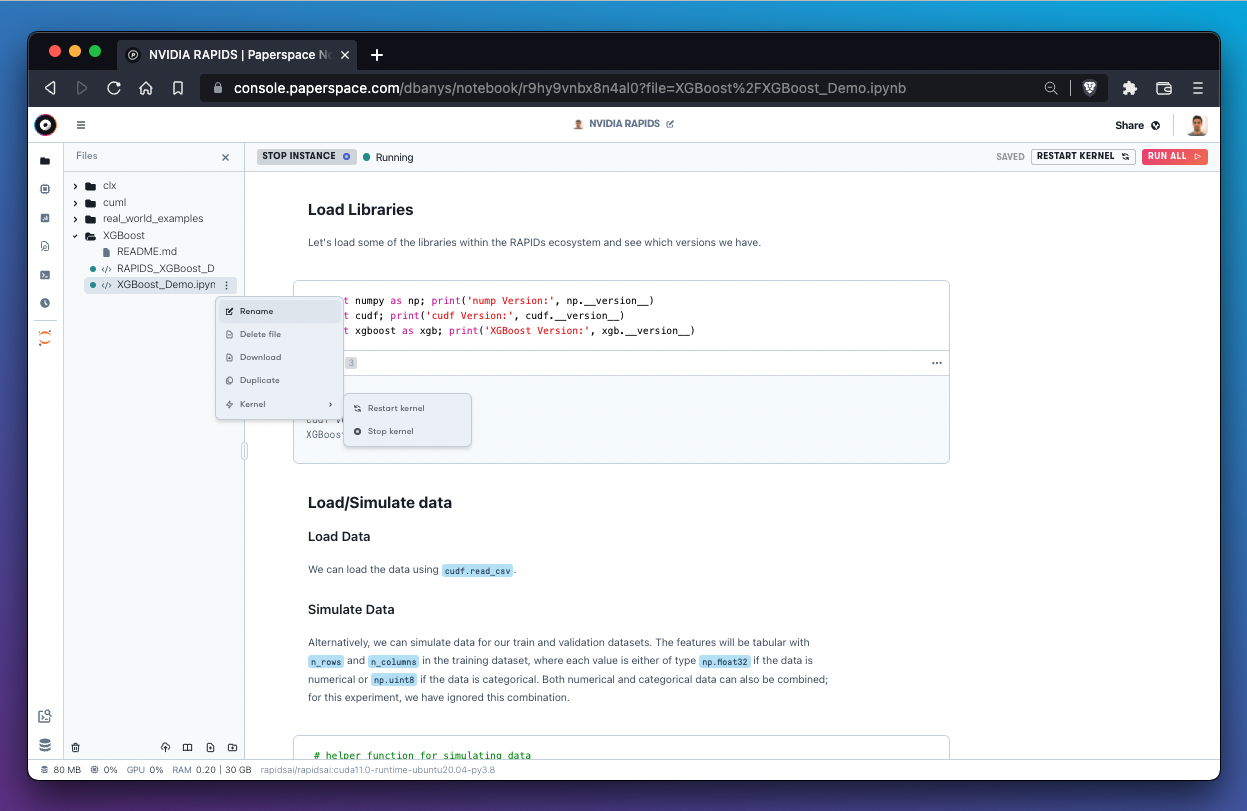 NVIDIA RAPIDS | Paperspace No
console.paperspace.com/dbanys/notebook/r9hy9vnbx8n4al0?file=XGBoost%2FXGBoost_Demo.ipynb
NVIDIA RAPIDS
Share
Files
STOP INSTANCE
Running
SAVED
RESTART KERNEL
RUN ALL
clx
cuml
real_world_examples
XGBoost
README.md
RAPIDS_XGBoost_D
XGBoost_Demo.ipyn
Rename
Delete file
Download
Duplicate
Kernel
Restart kernel
Stop kernel
Load Libraries
Let's load some of the libraries within the RAPIDs ecosystem and see which versions we have.
t numpy as np; print('nump Version:', np.__version__)
t cudf; print('cudf Version:', cudf.__version__)
t xgboost as xgb; print('XGBoost Version:', xgb.__version__)
3
cudf V
XGBoost
Load/Simulate data
Load Data
We can load the data using cudf.read_csv.
Simulate Data
Alternatively, we can simulate data for our train and validation datasets. The features will be tabular with
n_rows and n_columns in the training dataset, where each value is either of type np.float32 if the data is
numerical or np.uint8 if the data is categorical. Both numerical and categorical data can also be combined;
for this experiment, we have ignored this combination.
# helper function for simulating data
80 MB 0% GPU 0% RAM 0.20 | 30 GB rapidsai/rapidsai:cuda11.0-runtime-ubuntu20.04-py3.8